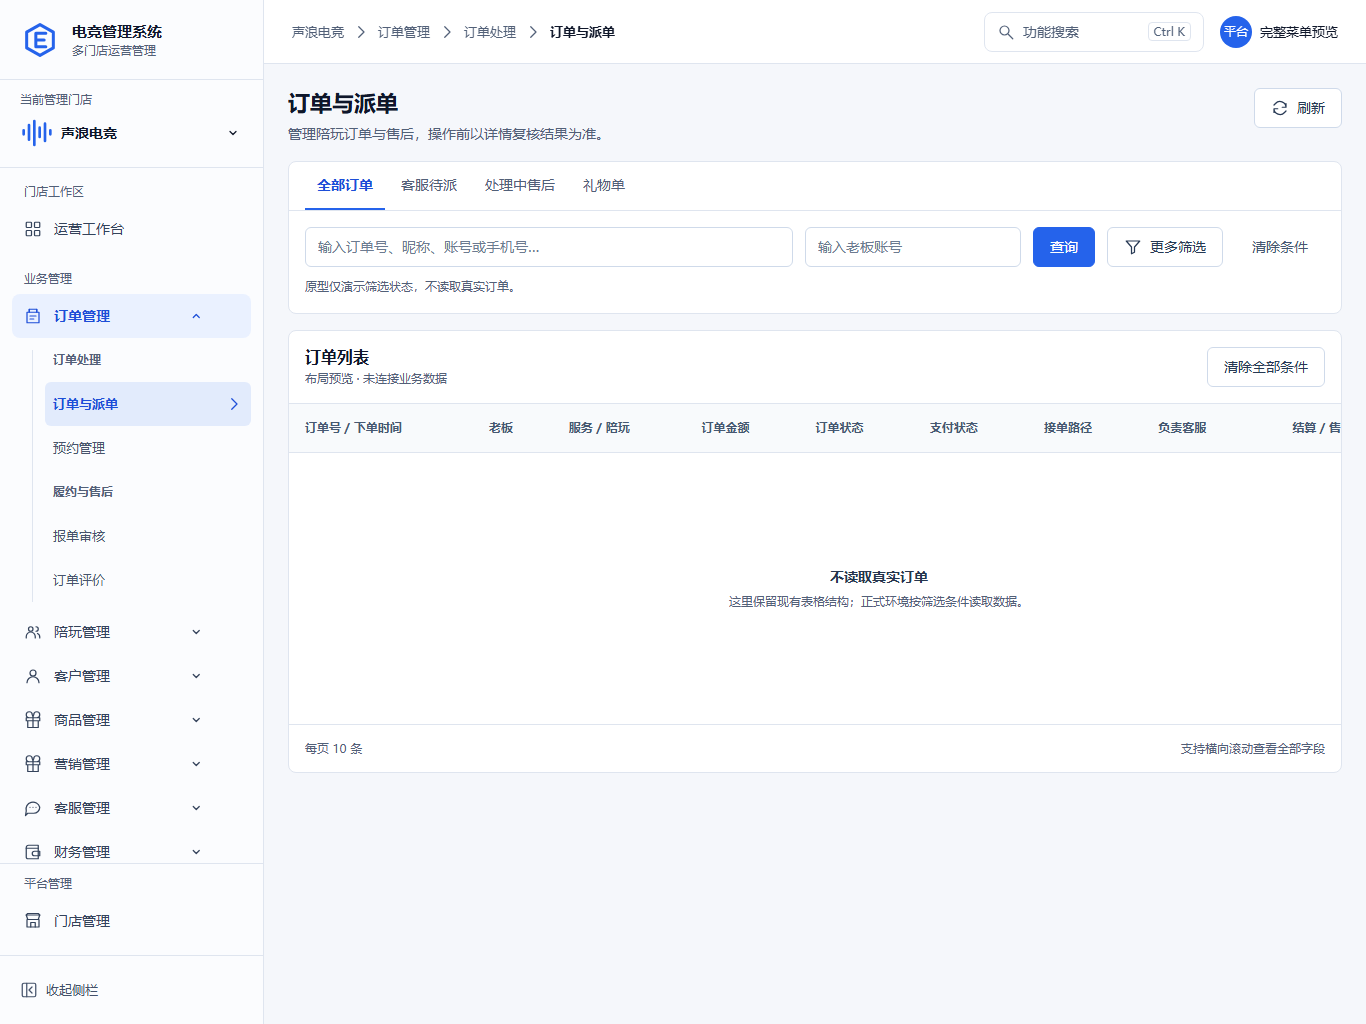 电竞管理系统
多门店运营管理
当前管理门店
声浪电竞
门店工作区
运营工作台
业务管理
订单管理
订单处理
订单与派单
预约管理
履约与售后
报单审核
订单评价
陪玩管理
客户管理
商品管理
营销管理
客服管理
财务管理
平台管理
门店管理
收起侧栏
声浪电竞 订单管理 订单处理 订单与派单
功能搜索 Ctrl K
平台 完整菜单预览
订单与派单
管理陪玩订单与售后，操作前以详情复核结果为准。
刷新
全部订单 客服待派 处理中售后 礼物单
输入订单号、昵称、账号或手机号... 输入老板账号 查询 更多筛选 清除条件
原型仅演示筛选状态，不读取真实订单。
订单列表
布局预览 · 未连接业务数据
清除全部条件
订单号 / 下单时间 老板 服务 / 陪玩 订单金额 订单状态 支付状态 接单路径 负责客服 结算 / 售
不读取真实订单
这里保留现有表格结构；正式环境按筛选条件读取数据。
每页 10 条 支持横向滚动查看全部字段